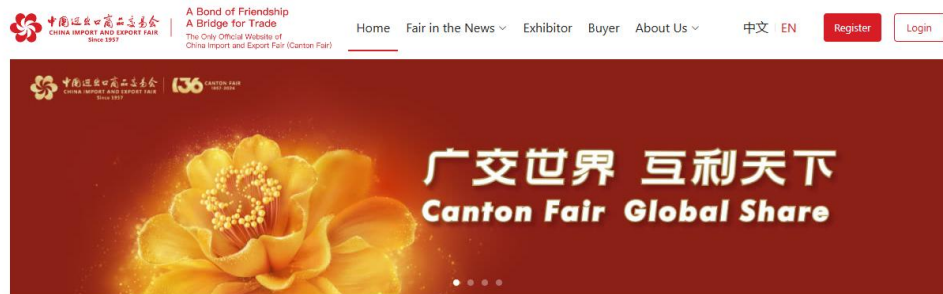 中国进出口商品交易会
CHINA IMPORT AND EXPORT FAIR
Since 1957
A Bond of Friendship
A Bridge for Trade
The Only Official Website of
China Import and Export Fair (Canton Fair)
Home Fair in the News Exhibitor Buyer About Us 中文 EN Register Login
中国进出口商品交易会
CHINA IMPORT AND EXPORT FAIR
Since 1957
136 CANTON FAIR
1957-2024
广交世界 互利天下
Canton Fair Global Share